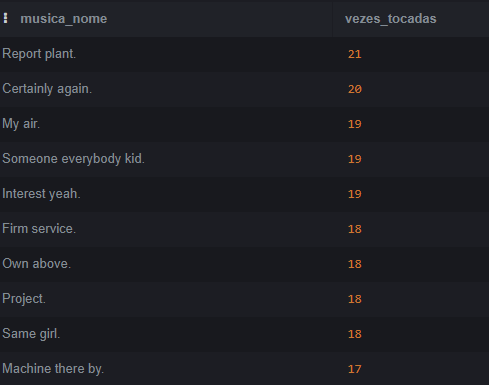 musica_nome vezes_tocadas
Report plant. 21
Certainly again. 20
My air. 19
Someone everybody kid. 19
Interest yeah. 19
Firm service. 18
Own above. 18
Project. 18
Same girl. 18
Machine there by. 17